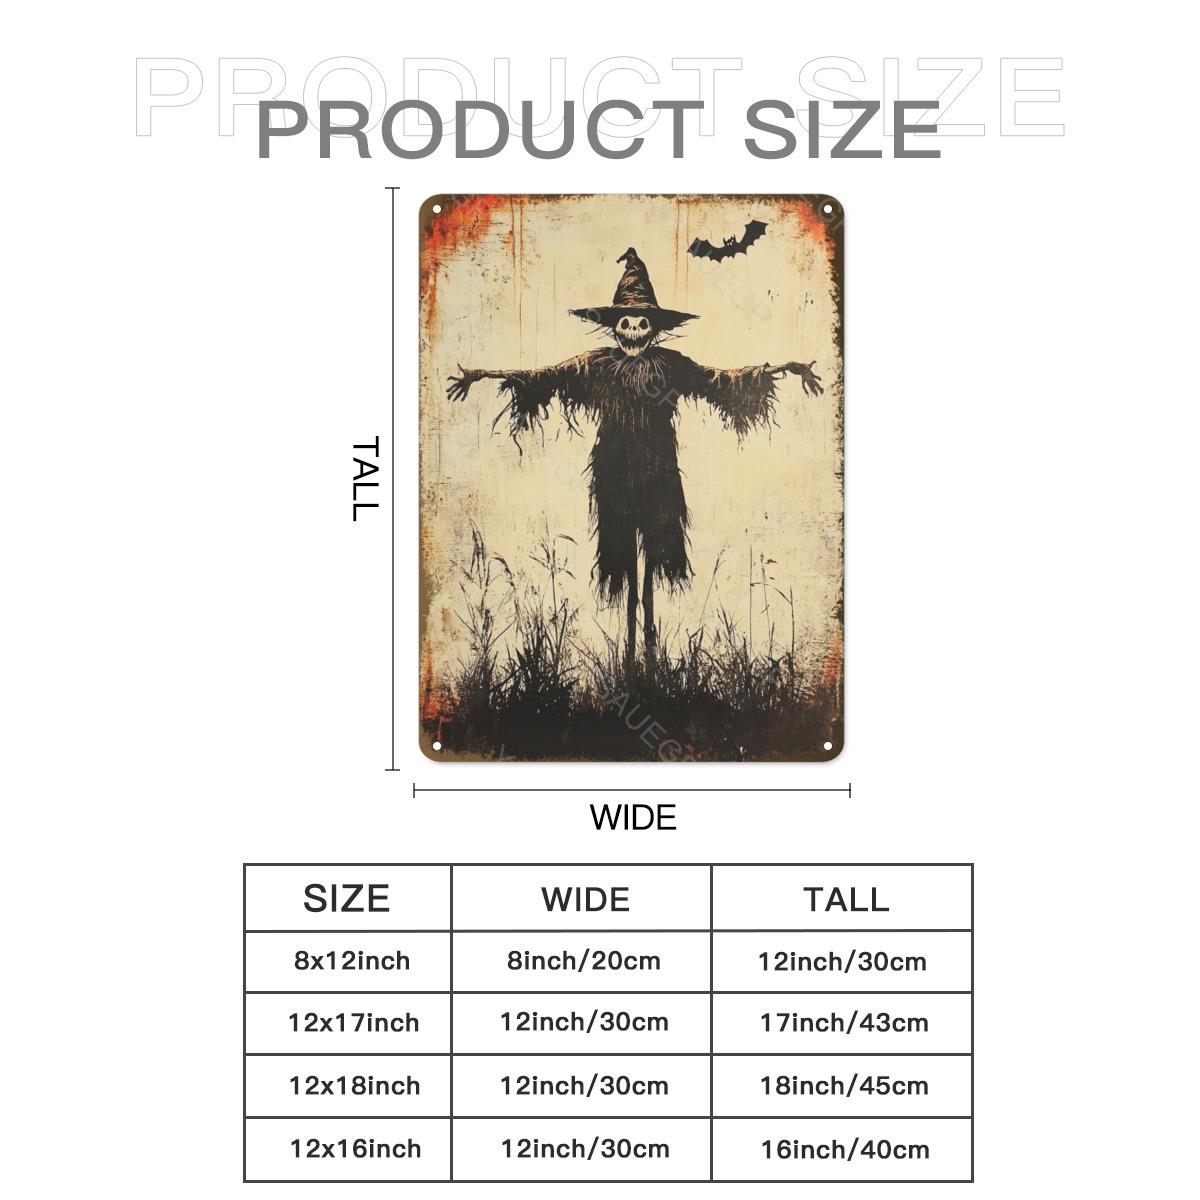 PRODUCT SIZE
PRODUCT SIZE
TALL
WIDE
SIZE WIDE TALL
8x12inch 8inch/20cm 12inch/30cm
12x17inch 12inch/30cm 17inch/43cm
12x18inch 12inch/30cm 18inch/45cm
12x16inch 12inch/30cm 16inch/40cm